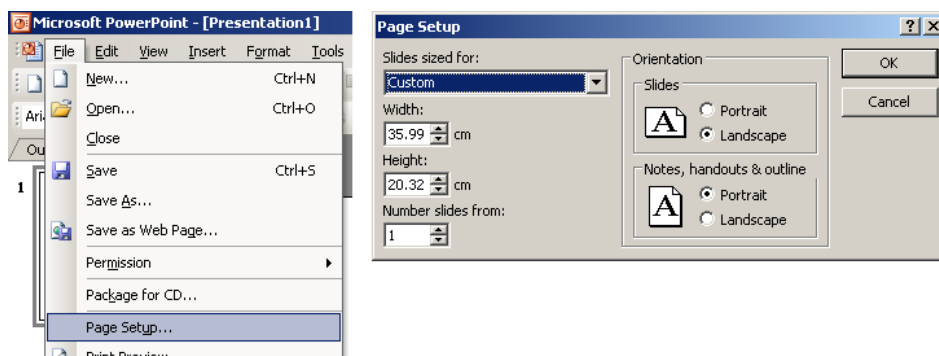 Microsoft PowerPoint - [Presentation1]
File Edit View Insert Format Tools
New... Ctrl+N
Open... Ctrl+O
Close
Save Ctrl+S
Save As...
Save as Web Page...
Permission
Package for CD...
Page Setup...
Print Preview
Ari
Ou
1
Page Setup
Slides sized for:
Custom
Width:
35.99 cm
Height:
20.32 cm
Number slides from:
1
Orientation
Slides
A
Portrait
Landscape
Notes, handouts & outline
A
Portrait
Landscape
OK
Cancel